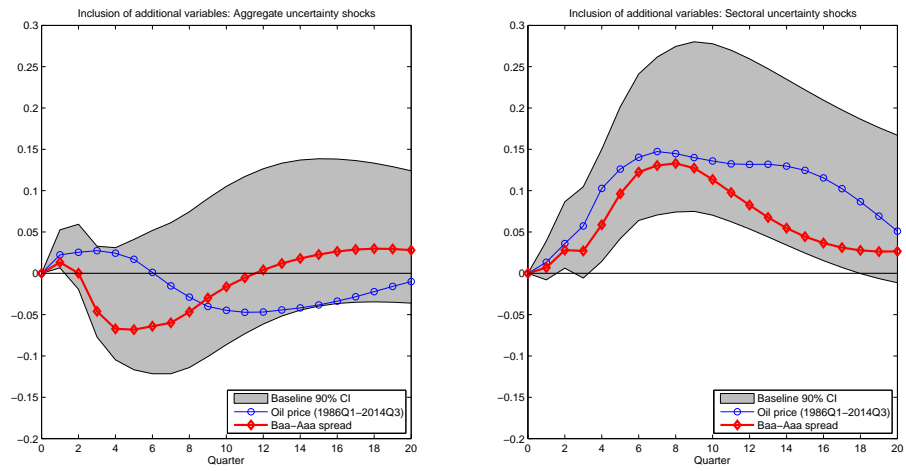 Inclusion of additional variables: Aggregate uncertainty shocks
0.3
0.25
0.2
0.15
0.1
0.05
0
−0.05
−0.1
−0.15
−0.2
0 2 4 6 8 10 12 14 16 18 20
Quarter
Baseline 90% CI
Oil price (1986Q1−2014Q3)
Baa−Aaa spread
Inclusion of additional variables: Sectoral uncertainty shocks
0.3
0.25
0.2
0.15
0.1
0.05
0
−0.05
−0.1
−0.15
−0.2
0 2 4 6 8 10 12 14 16 18 20
Quarter
Baseline 90% CI
Oil price (1986Q1−2014Q3)
Baa−Aaa spread